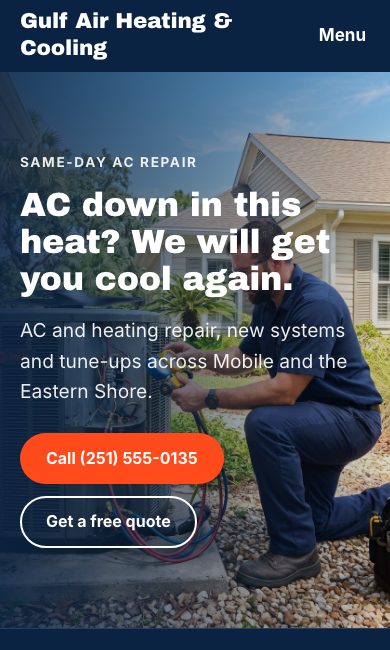 Gulf Air Heating &
Cooling
Menu
SAME-DAY AC REPAIR
AC down in this
heat? We will get
you cool again.
AC and heating repair, new systems
and tune-ups across Mobile and the
Eastern Shore.
Call (251) 555-0135
Get a free quote